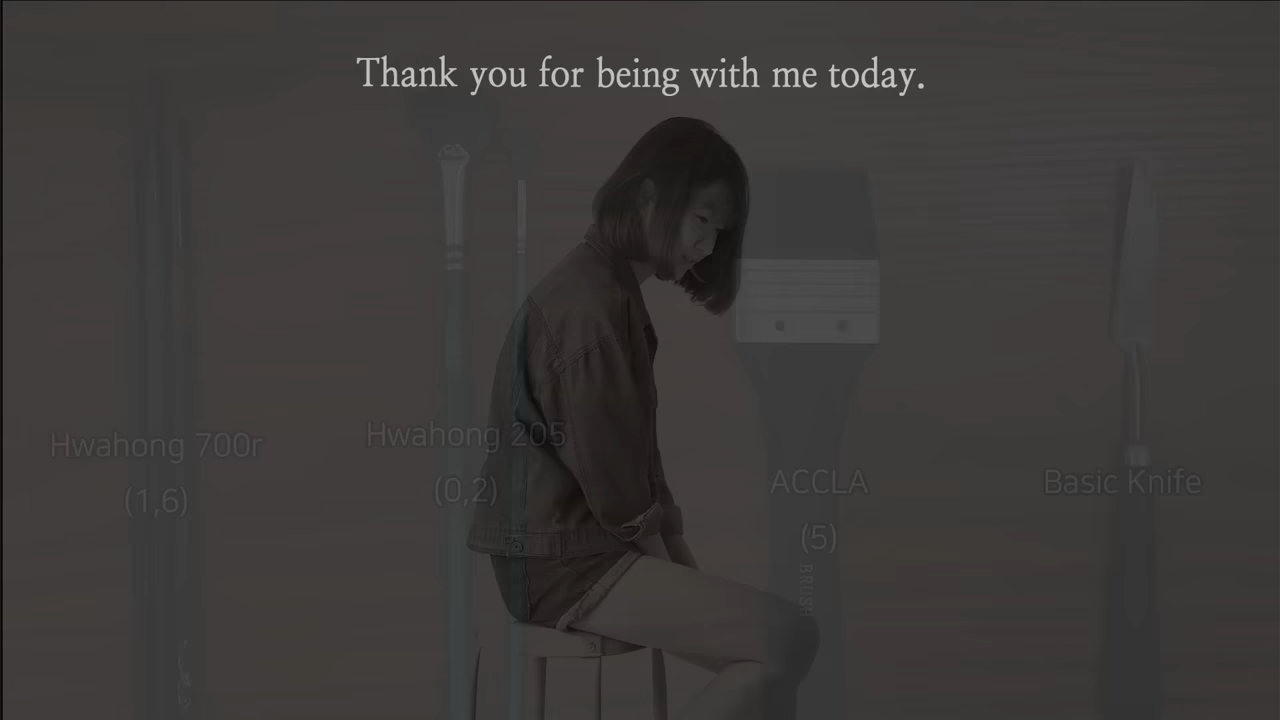 Thank you for being with me today.
Hwahong 700r
(1,6)
Hwahong 205
(0,2)
ACCLA
(5)
BRUSH
Basic Knife